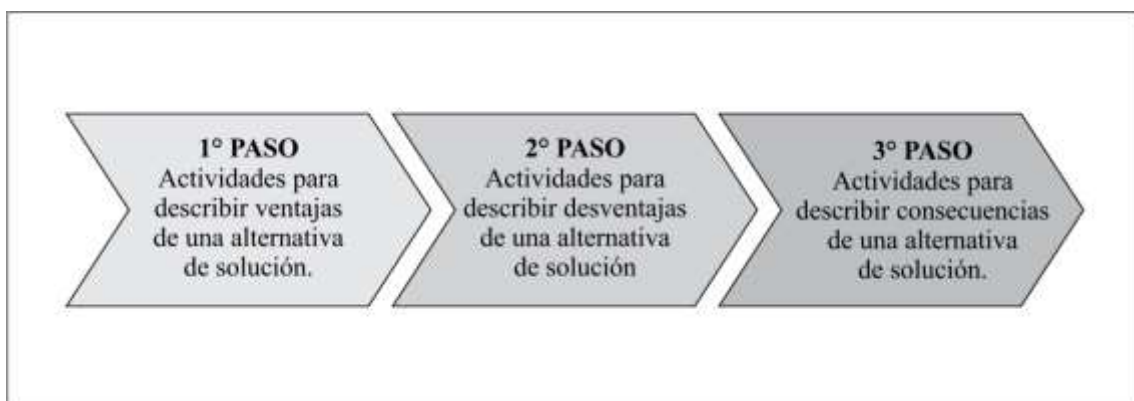 1° PASO
Actividades para
describir ventajas
de una alternativa
de solución.
2° PASO
Actividades para
describir desventajas
de una alternativa
de solución
3° PASO
Actividades para
describir consecuencias
de una alternativa
de solución.